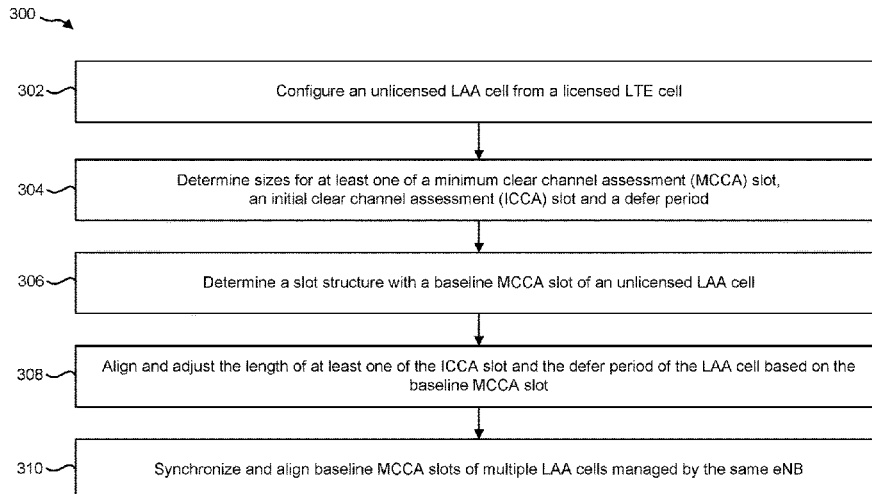 300
302
Configure an unlicensed LAA cell from a licensed LTE cell
304
Determine sizes for at least one of a minimum clear channel assessment (MCCA) slot,
an initial clear channel assessment (ICCA) slot and a defer period
306
Determine a slot structure with a baseline MCCA slot of an unlicensed LAA cell
308
Align and adjust the length of at least one of the ICCA slot and the defer period of the LAA cell based on the
baseline MCCA slot
310
Synchronize and align baseline MCCA slots of multiple LAA cells managed by the same eNB